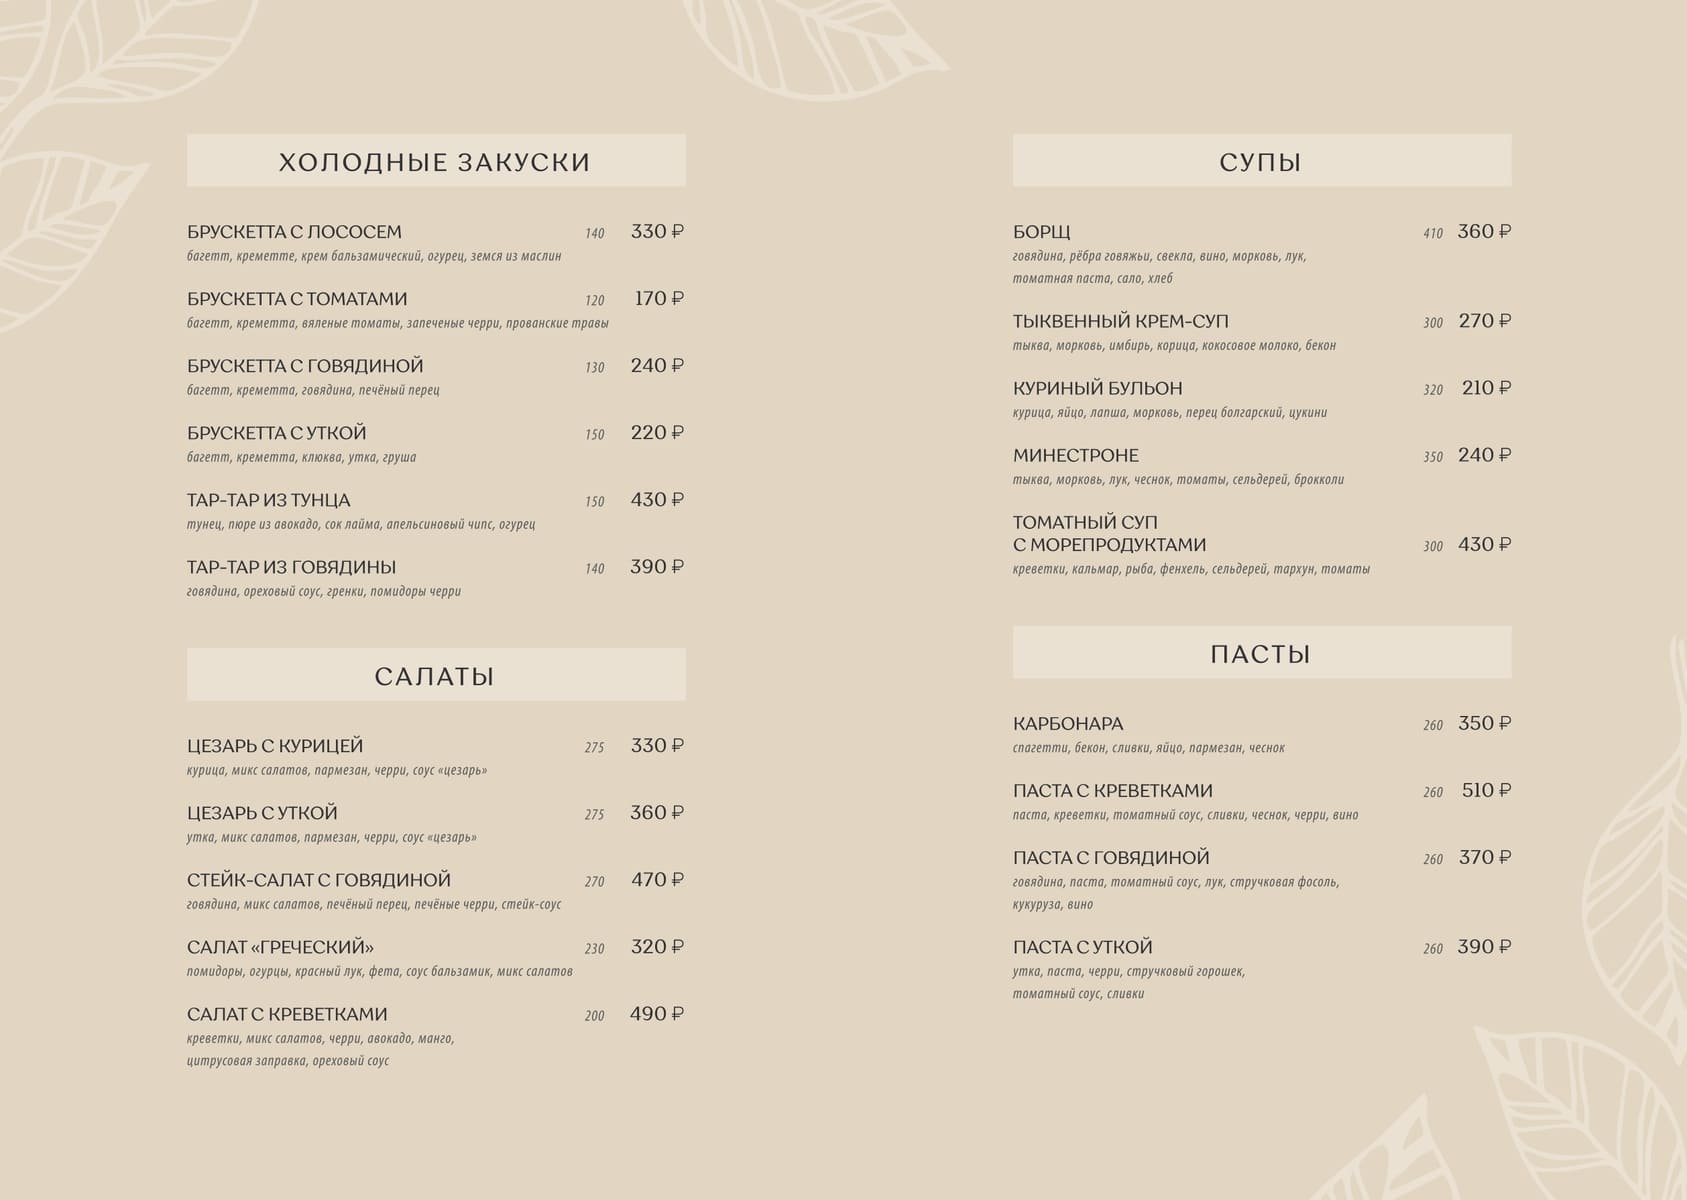 ХОЛОДНЫЕ ЗАКУСКИ
БРУСКЕТТА С ЛОСОСЕМ 140 330 ₽
багетт, креметте, крем бальзамический, огурец, земся из маслин
БРУСКЕТТА С ТОМАТАМИ 120 170 ₽
багетт, креметта, вяленые томаты, запеченые черри, прованские травы
БРУСКЕТТА С ГОВЯДИНОЙ 130 240 ₽
багетт, креметта, говядина, печёный перец
БРУСКЕТТА С УТКОЙ 150 220 ₽
багетт, креметта, клюква, утка, груша
ТАР-ТАР ИЗ ТУНЦА 150 430 ₽
тунец, пюре из авокадо, сок лайма, апельсиновый чипс, огурец
ТАР-ТАР ИЗ ГОВЯДИНЫ 140 390 ₽
говядина, ореховый соус, гренки, помидоры черри
САЛАТЫ
ЦЕЗАРЬ С КУРИЦЕЙ 275 330 ₽
курица, микс салатов, пармезан, черри, соус «цезарь»
ЦЕЗАРЬ С УТКОЙ 275 360 ₽
утка, микс салатов, пармезан, черри, соус «цезарь»
СТЕЙК-САЛАТ С ГОВЯДИНОЙ 270 470 ₽
говядина, микс салатов, печёный перец, печёные черри, стейк-соус
САЛАТ «ГРЕЧЕСКИЙ» 230 320 ₽
помидоры, огурцы, красный лук, фета, соус бальзамик, микс салатов
САЛАТ С КРЕВЕТКАМИ 200 490 ₽
креветки, микс салатов, черри, авокадо, манго,
цитрусовая заправка, ореховый соус
СУПЫ
БОРЩ 410 360 ₽
говядина, рёбра говяжьи, свекла, вино, морковь, лук,
томатная паста, сало, хлеб
ТЫКВЕННЫЙ КРЕМ-СУП 300 270 ₽
тыква, морковь, имбирь, корица, кокосовое молоко, бекон
КУРИНЫЙ БУЛЬОН 320 210 ₽
курица, яйцо, лапша, морковь, перец болгарский, цукини
МИНЕСТРОНЕ 350 240 ₽
тыква, морковь, лук, чеснок, томаты, сельдерей, брокколи
ТОМАТНЫЙ СУП
С МОРЕПРОДУКТАМИ 300 430 ₽
креветки, кальмар, рыба, фенхель, сельдерей, тархун, томаты
ПАСТЫ
КАРБОНАРА 260 350 ₽
спагетти, бекон, сливки, яйцо, пармезан, чеснок
ПАСТА С КРЕВЕТКАМИ 260 510 ₽
паста, креветки, томатный соус, сливки, чеснок, черри, вино
ПАСТА С ГОВЯДИНОЙ 260 370 ₽
говядина, паста, томатный соус, лук, стручковая фосоль,
кукуруза, вино
ПАСТА С УТКОЙ 260 390 ₽
утка, паста, черри, стручковый горошек,
томатный соус, сливки